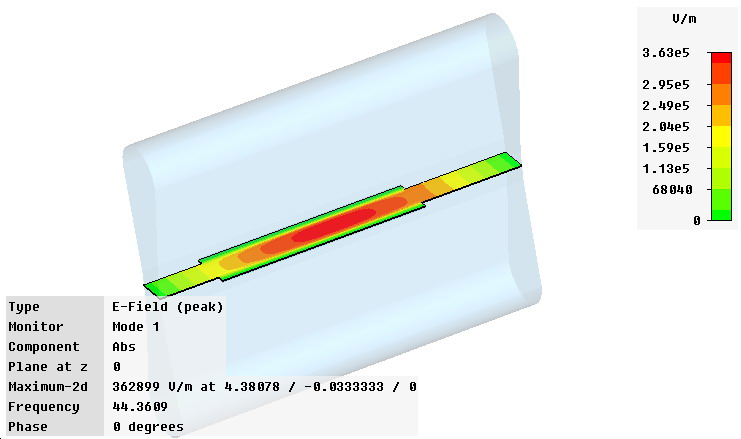 V/m
3.63e5
2.95e5
2.49e5
2.04e5
1.59e5
1.13e5
68040
0
Type E-Field (peak)
Monitor Mode 1
Component Abs
Plane at z 0
Maximum-2d 362899 V/m at 4.38078 / -0.0333333 / 0
Frequency 44.3609
Phase 0 degrees